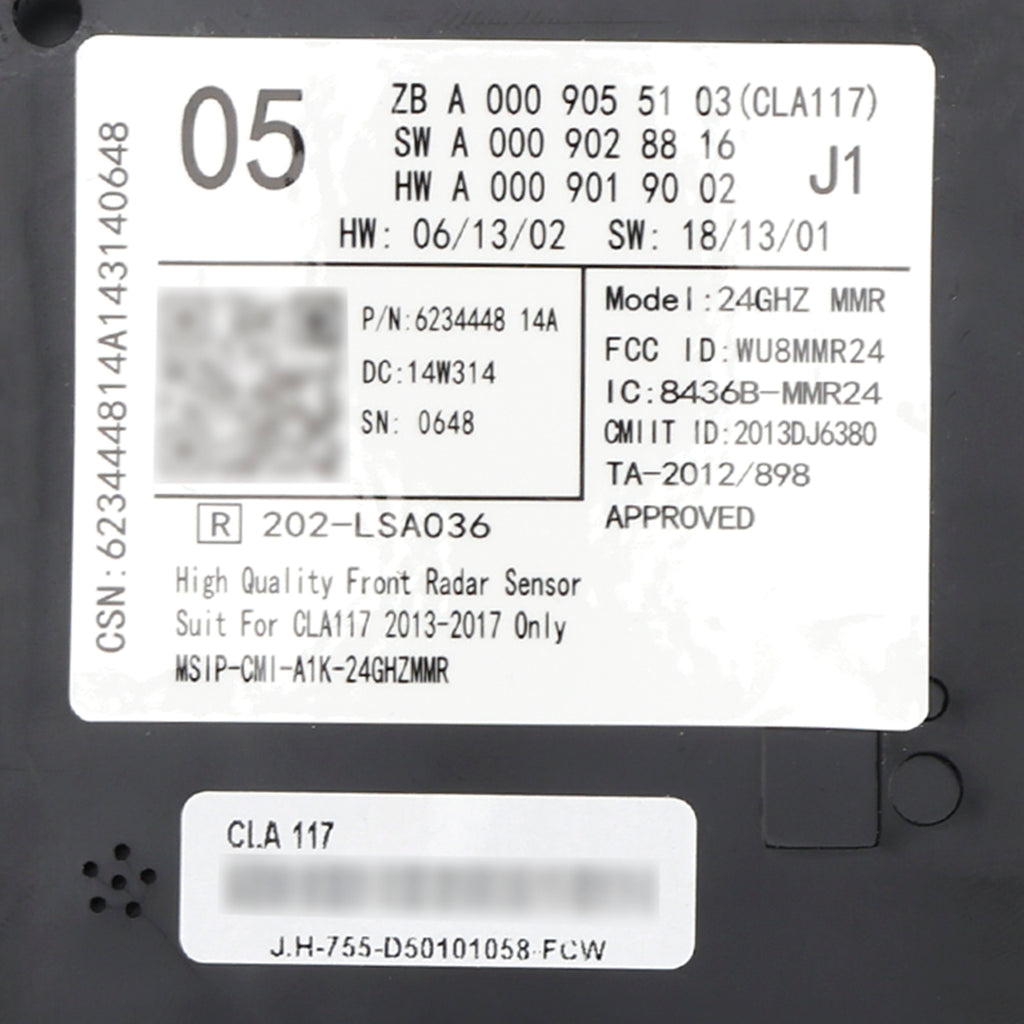 05
ZB A 000 905 51 03(CLA117)
SW A 000 902 88 16
HW A 000 901 90 02
J1
HW: 06/13/02 SW: 18/13/01
CSN:623444814A143140648
P/N:6234448 14A
DC:14W314
SN: 0648
Model:24GHZ MMR
FCC ID:WU8MMR24
IC:8436B-MMR24
CMIIT ID:2013DJ6380
TA-2012/898
APPROVED
R 202-LSA036
High Quality Front Radar Sensor
Suit For CLA117 2013-2017 Only
MSIP-CMI-A1K-24GHZMMR
CLA 117
J.H-755-D50101058-FCW